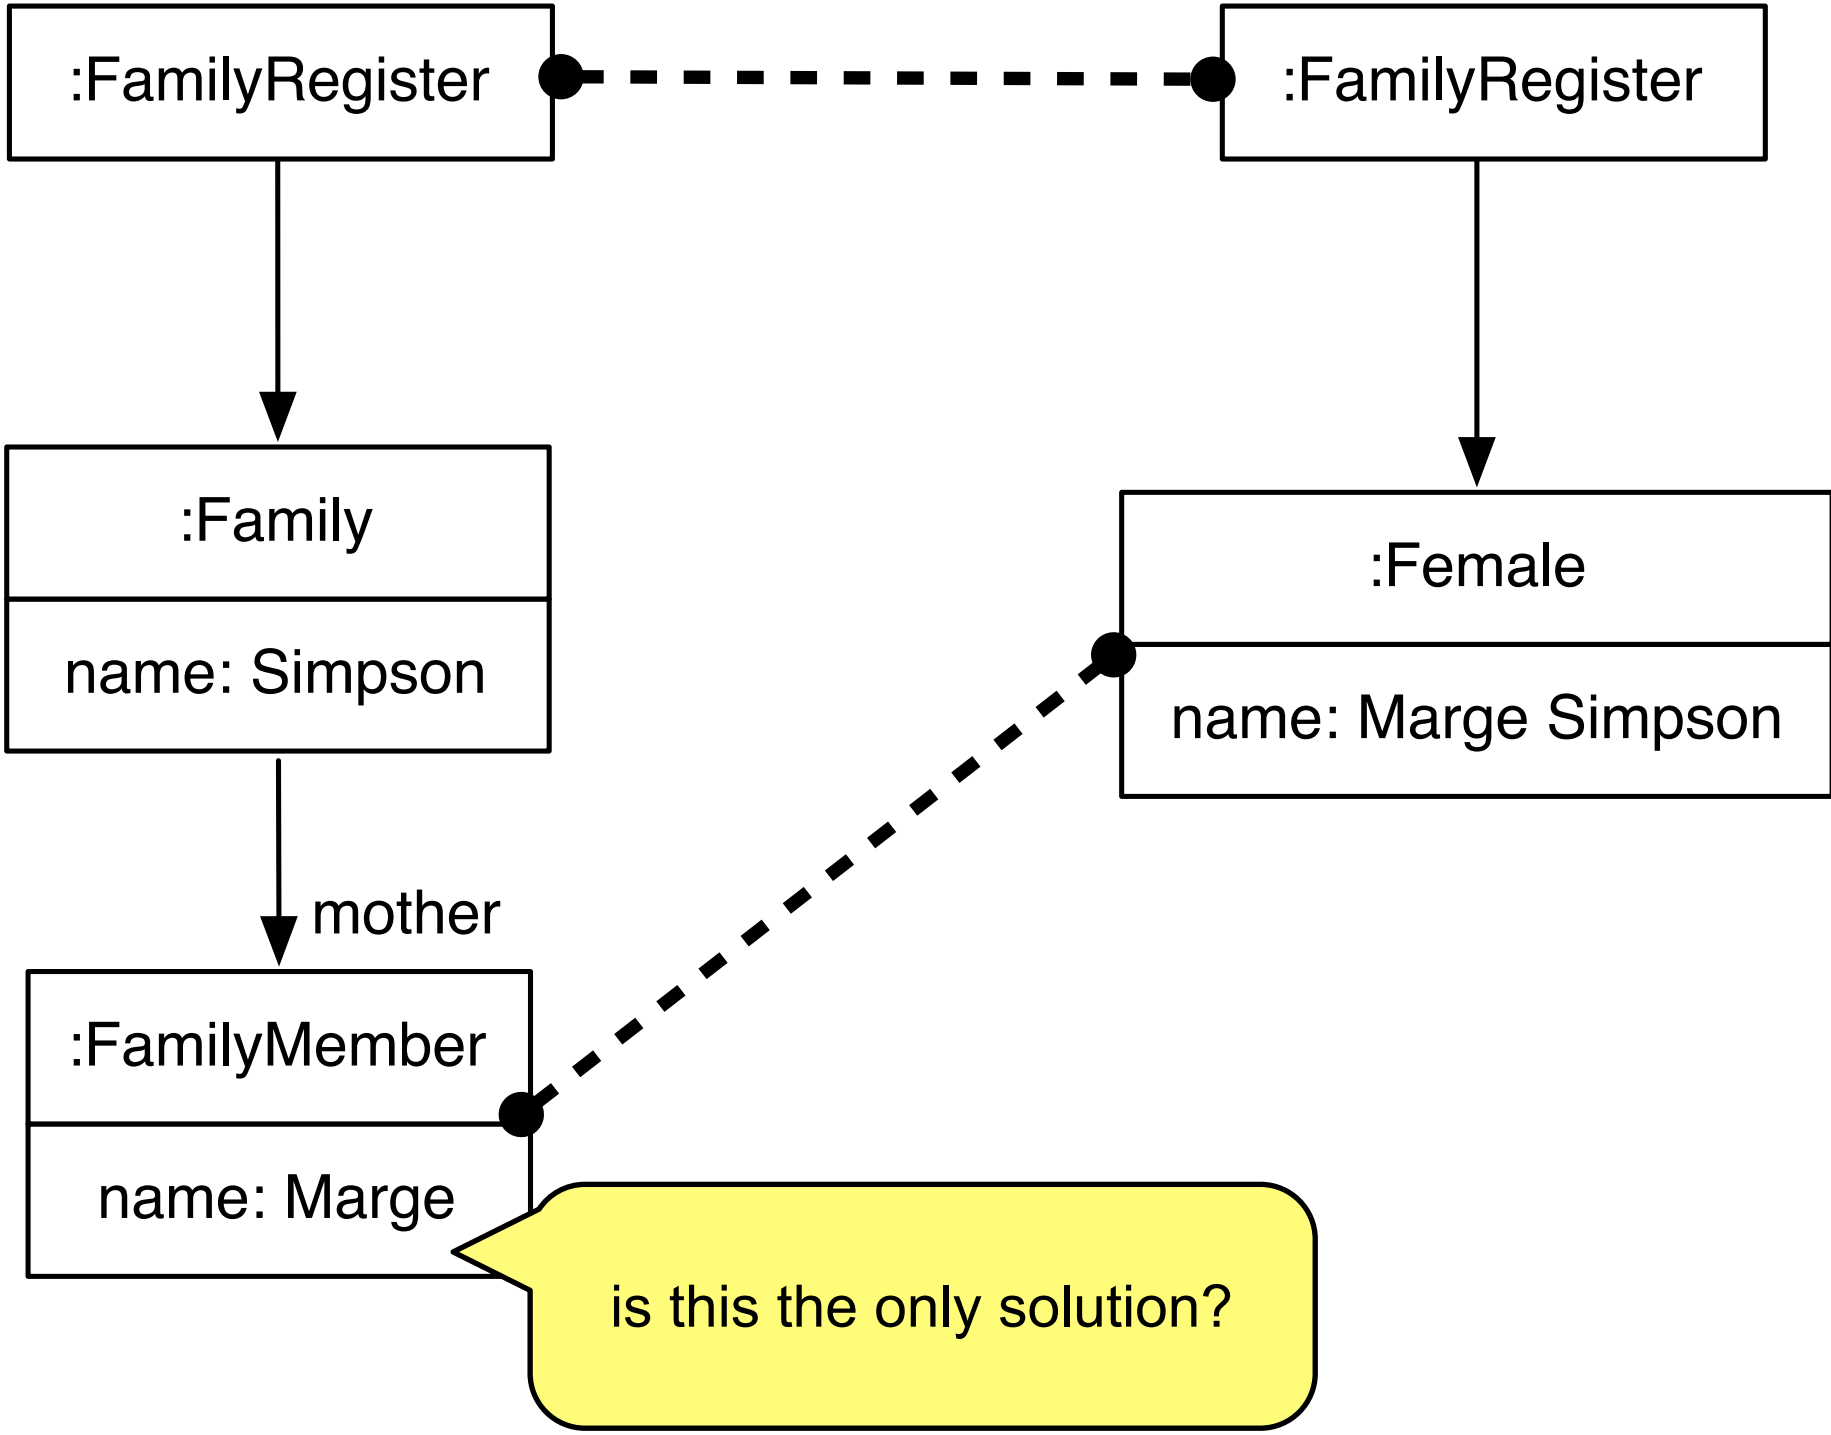 :FamilyRegister
:FamilyRegister
:Family
name: Simpson
:Female
name: Marge Simpson
mother
:FamilyMember
name: Marge
is this the only solution?